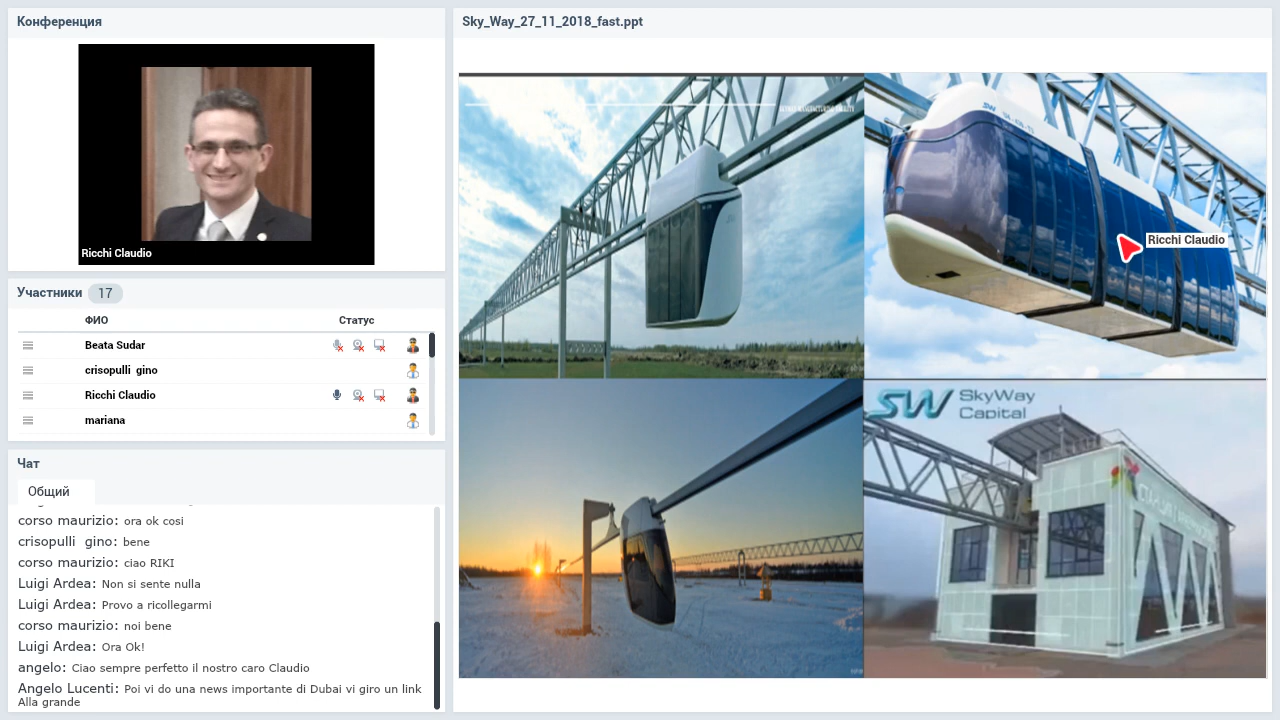 Конференция
Ricchi Claudio
Участники 17
ФИО Статус
Beata Sudar
crisopulli gino
Ricchi Claudio
mariana
Чат
Общий
corso maurizio: ora ok cosi
crisopulli gino: bene
corso maurizio: ciao RIKI
Luigi Ardea: Non si sente nulla
Luigi Ardea: Provo a ricollegarmi
corso maurizio: noi bene
Luigi Ardea: Ora Ok!
angelo: Ciao sempre perfetto il nostro caro Claudio
Angelo Lucenti: Poi vi do una news importante di Dubai vi giro un link
Alla grande
Sky_Way_27_11_2018_fast.ppt
SW
Ricchi Claudio
SW SkyWay
Capital